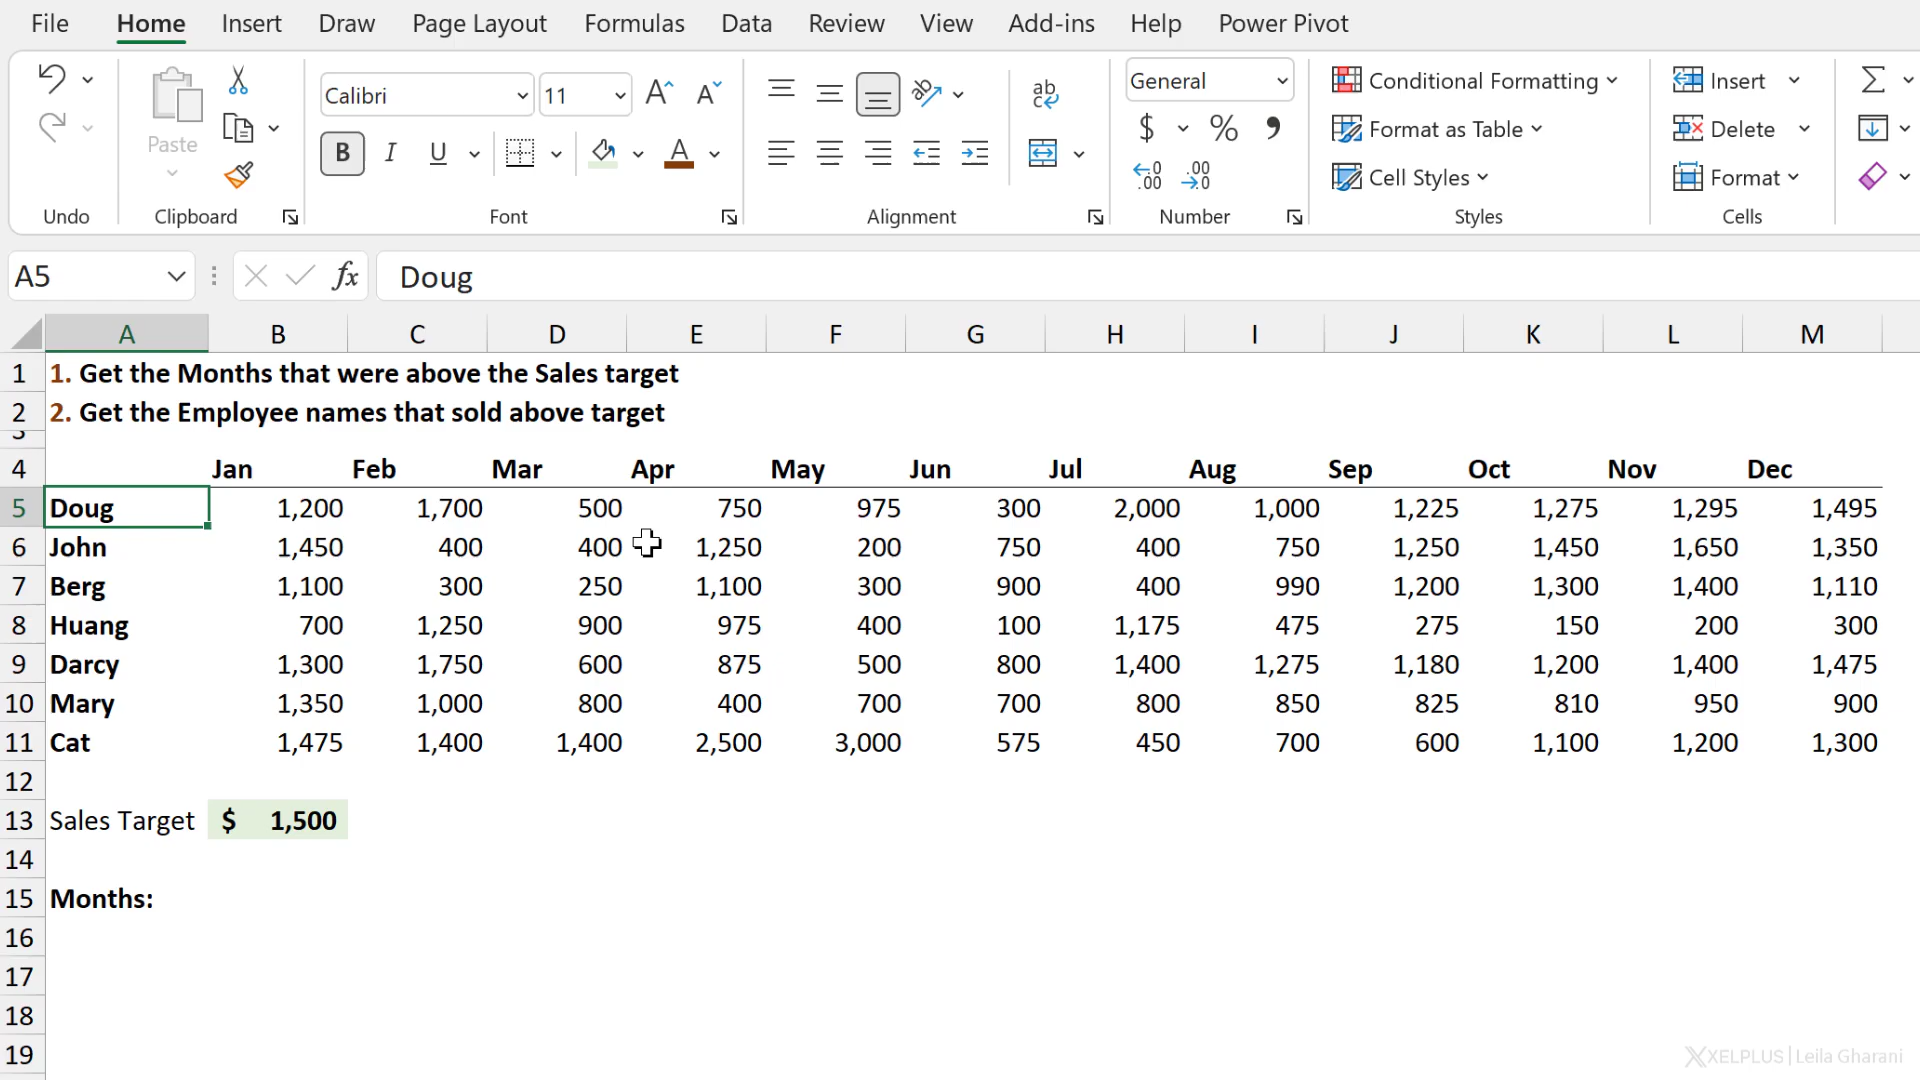 File Home Insert Draw Page Layout Formulas Data Review View Add-ins Help Power Pivot
Paste
Calibri 11
B I U A
ab
General
$ % 9
Conditional Formatting
Format as Table
Cell Styles
Insert
Delete
Format
Undo Clipboard Font Alignment Number Styles Cells
A5 fx Doug
A B C D E F G H I J K L M
1 1. Get the Months that were above the Sales target
2 2. Get the Employee names that sold above target
3
4 Jan Feb Mar Apr May Jun Jul Aug Sep Oct Nov Dec
5 Doug 1,200 1,700 500 750 975 300 2,000 1,000 1,225 1,275 1,295 1,495
6 John 1,450 400 400 1,250 200 750 400 750 1,250 1,450 1,650 1,350
7 Berg 1,100 300 250 1,100 300 900 400 990 1,200 1,300 1,400 1,110
8 Huang 700 1,250 900 975 400 100 1,175 475 275 150 200 300
9 Darcy 1,300 1,750 600 875 500 800 1,400 1,275 1,180 1,200 1,400 1,475
10 Mary 1,350 1,000 800 400 700 700 800 850 825 810 950 900
11 Cat 1,475 1,400 1,400 2,500 3,000 575 450 700 600 1,100 1,200 1,300
12
13 Sales Target $ 1,500
14
15 Months:
16
17
18
19
XELPLUS | Leila Gharani